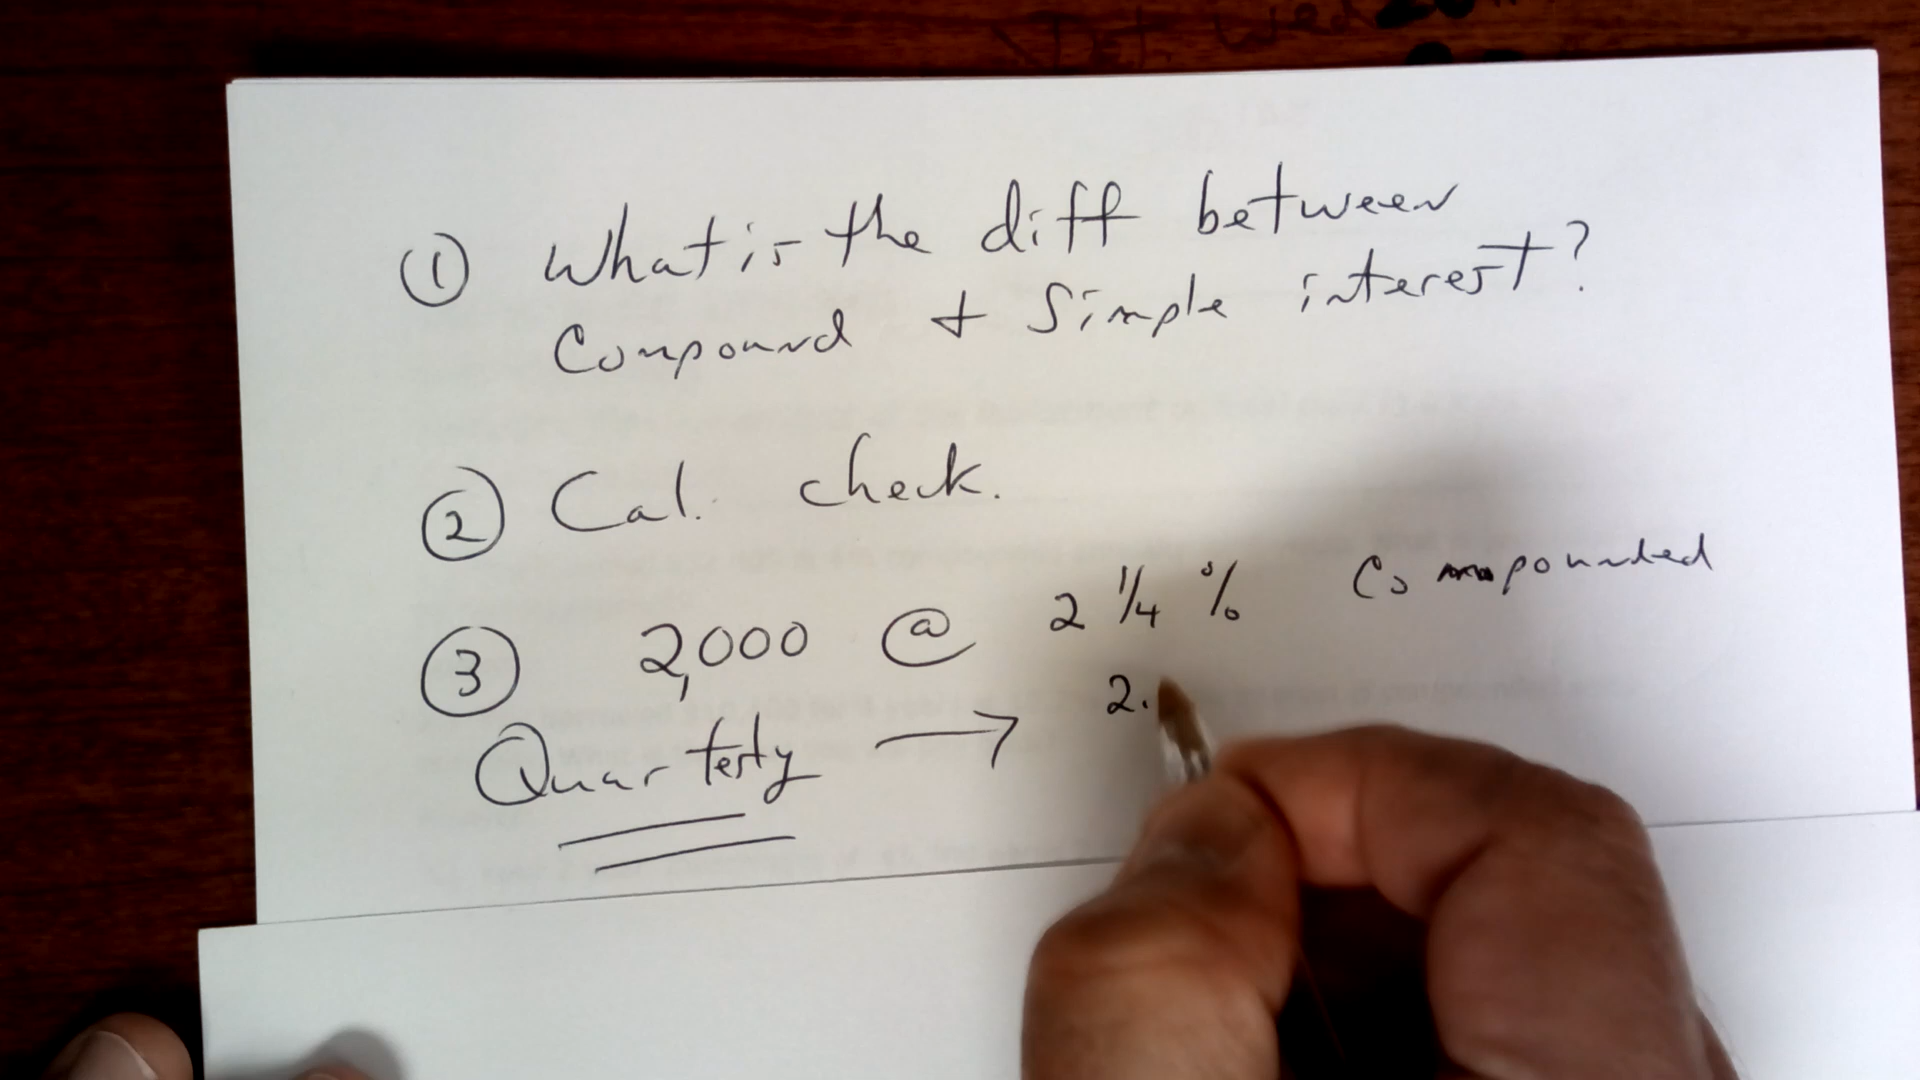 ① What is the diff between
Compound + Simple interest?
② Cal. check.
③ 2,000 @ 2 1/4 % Compounded
Quarterly → 2.